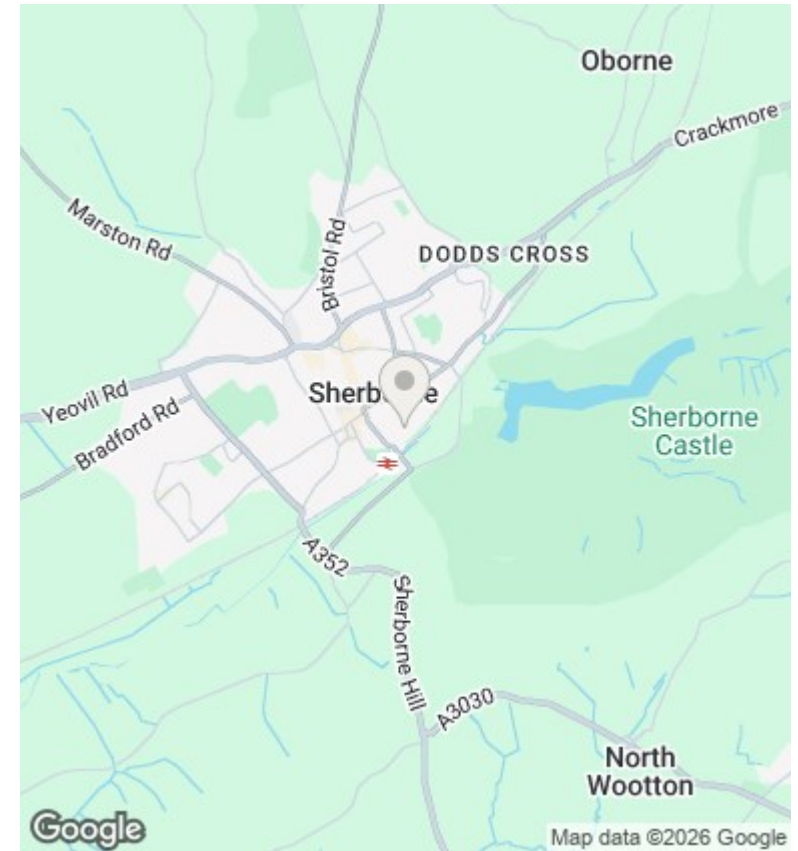 Oborne
Crackmore
Marston Rd
Bristol Rd
DODDS CROSS
Sherborne
Yeovil Rd
Bradford Rd
Sherborne
Castle
A352
Sherborne Hill
A3030
North
Wootton
Google
Map data ©2026 Google